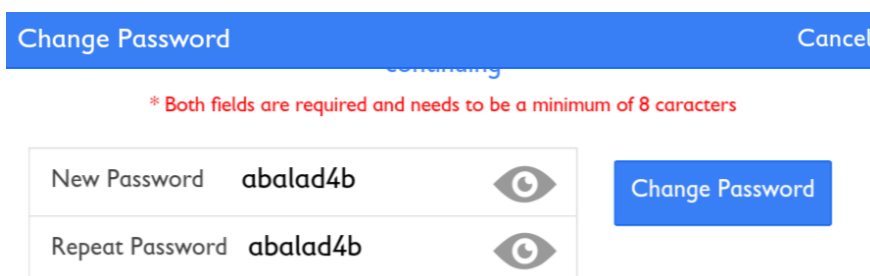 Change Password Cancel
continuing
* Both fields are required and needs to be a minimum of 8 caracters
New Password abalad4b
Change Password
Repeat Password abalad4b